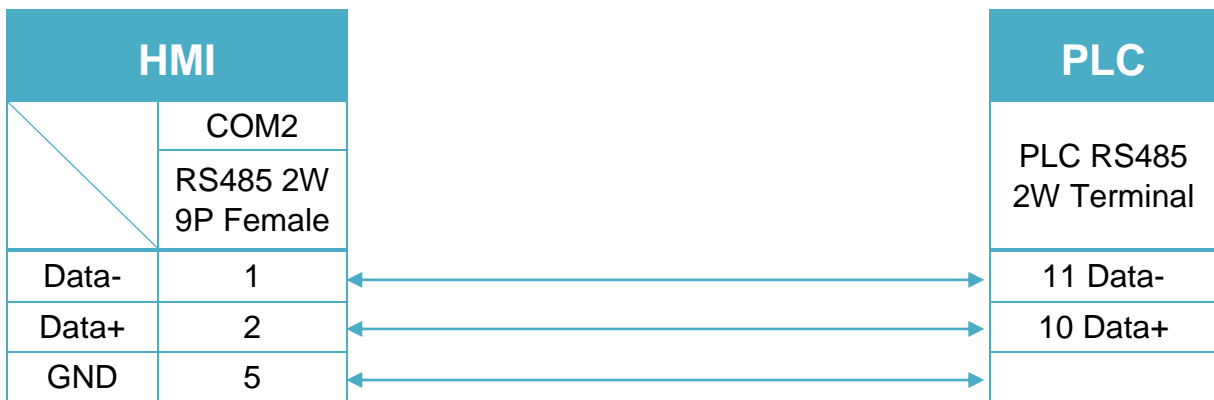 HMI
PLC
COM2
RS485 2W
9P Female
PLC RS485
2W Terminal
Data- 1 11 Data-
Data+ 2 10 Data+
GND 5